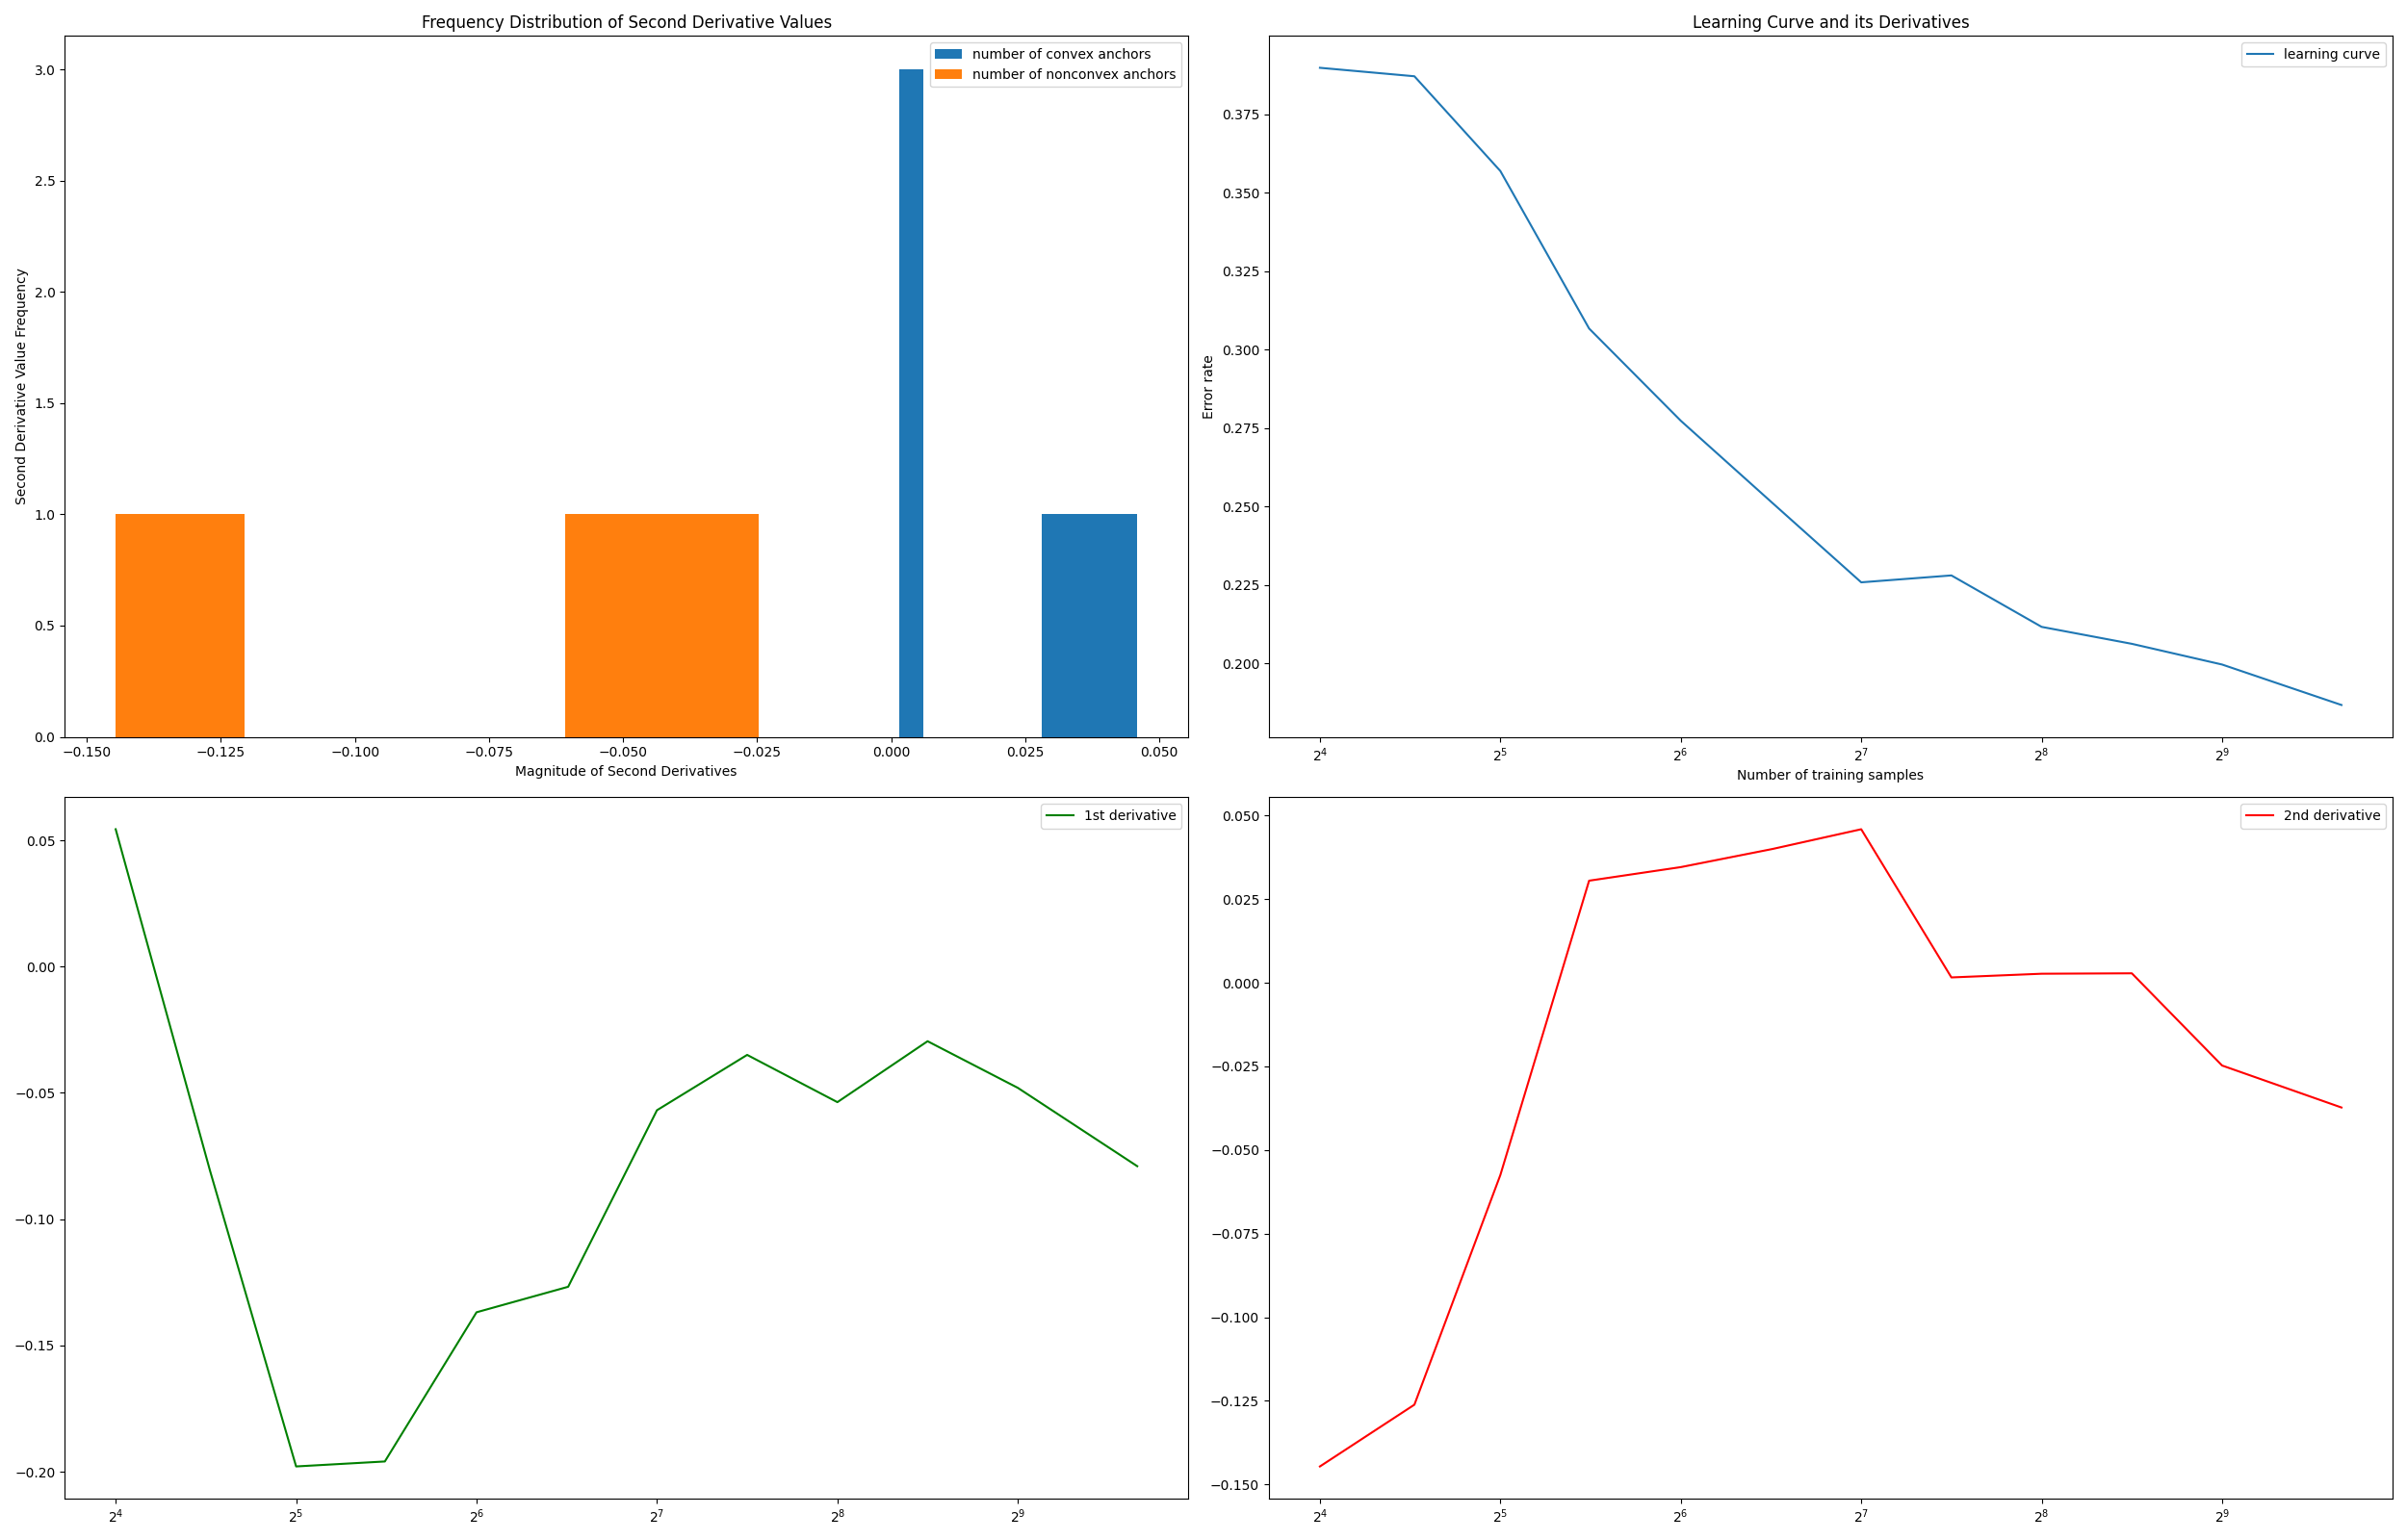 Frequency Distribution of Second Derivative Values
number of convex anchors
number of nonconvex anchors
Second Derivative Value Frequency
3.0
2.5
2.0
1.5
1.0
0.5
0.0
−0.150 −0.125 −0.100 −0.075 −0.050 −0.025 0.000 0.025 0.050
Magnitude of Second Derivatives
Learning Curve and its Derivatives
learning curve
Error rate
0.375
0.350
0.325
0.300
0.275
0.250
0.225
0.200
2⁴ 2⁵ 2⁶ 2⁷ 2⁸ 2⁹
Number of training samples
1st derivative
0.05
0.00
−0.05
−0.10
−0.15
−0.20
2⁴ 2⁵ 2⁶ 2⁷ 2⁸ 2⁹
2nd derivative
0.050
0.025
0.000
−0.025
−0.050
−0.075
−0.100
−0.125
−0.150
2⁴ 2⁵ 2⁶ 2⁷ 2⁸ 2⁹